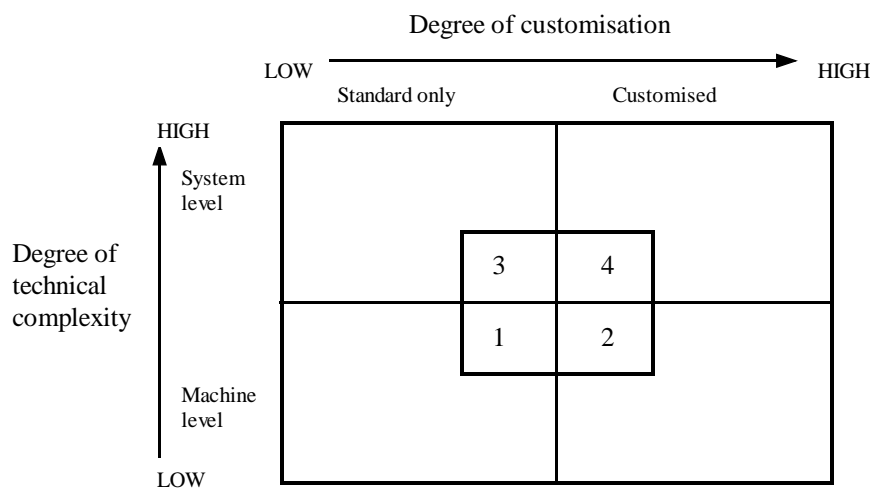 Degree of customisation
LOW
HIGH
Standard only
Customised
HIGH
System
level
Degree of
technical
complexity
3
4
1
2
Machine
level
LOW